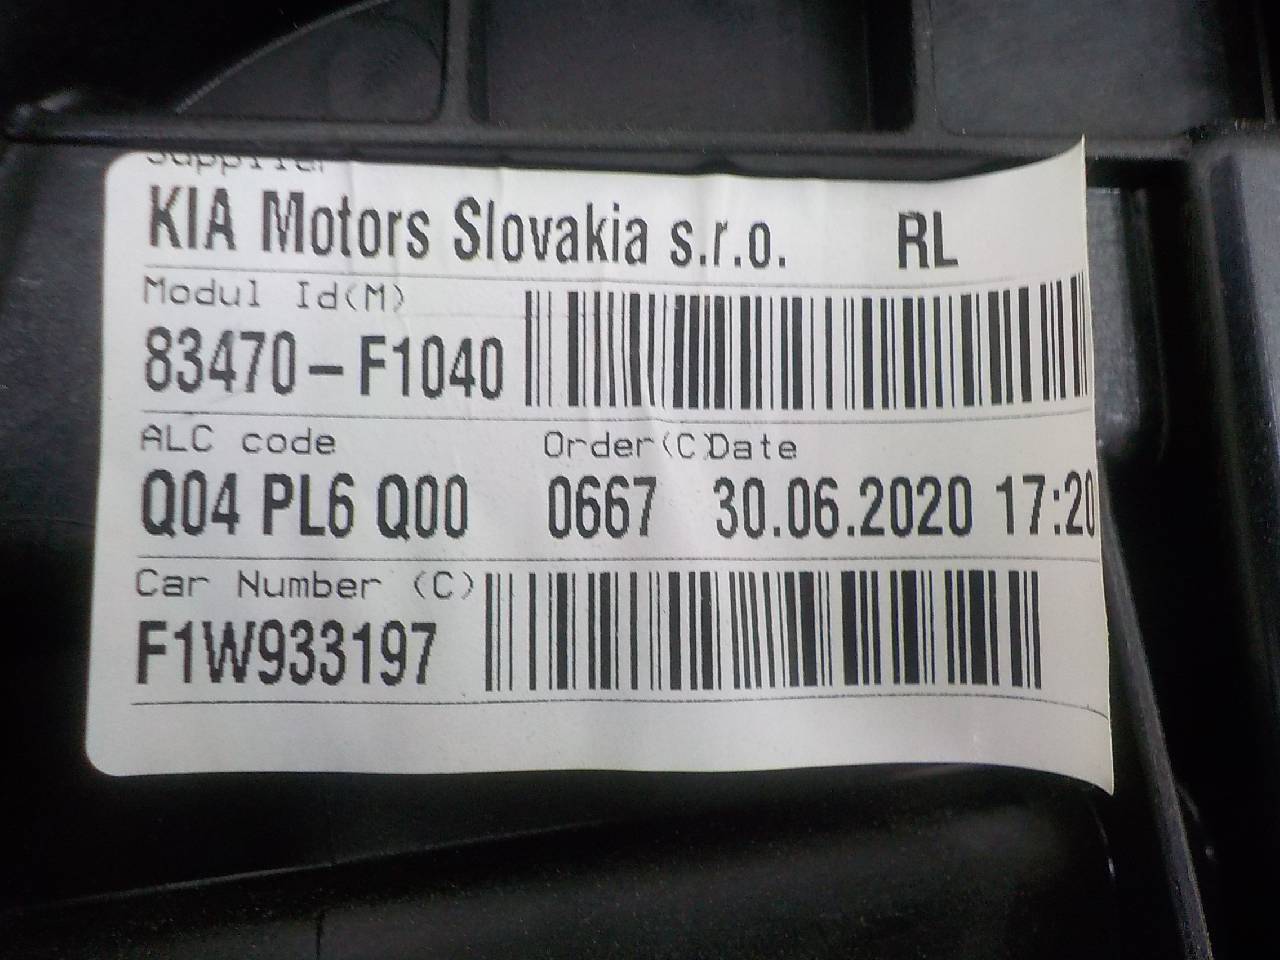 Supplier
KIA Motors Slovakia s.r.o. RL
Modul Id(M)
83470-F1040
ALC code Order(C)Date
Q04 PL6 Q00 0667 30.06.2020 17:20
Car Number (C)
F1W933197